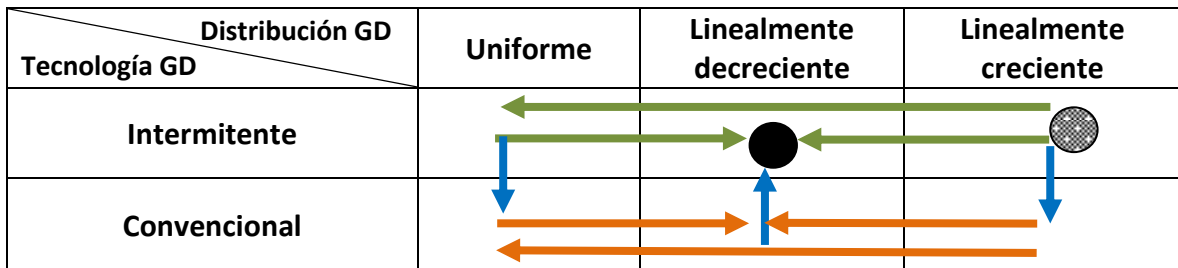 Distribución GD
Tecnología GD
Uniforme
Linealmente
decreciente
Linealmente
creciente
Intermitente
Convencional